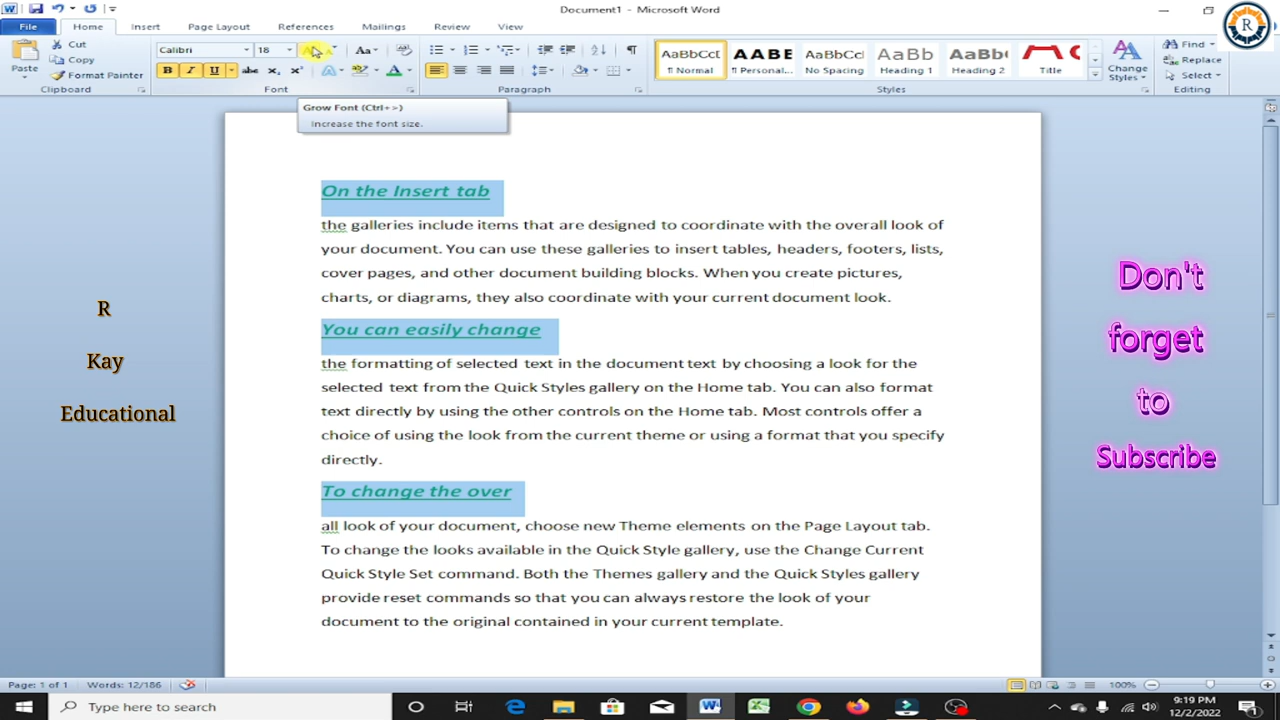 Document1 - Microsoft Word
File Home Insert Page Layout References Mailings Review View
R
Paste
Cut
Copy
Format Painter
Clipboard
Calibri 18
Aa
B I U abc x₂ x²
Font
Paragraph
AaBbCcI AABE AaBbCcI AaBb( AaBb(
¶ Normal ¶ Personal... No Spacing Heading 1 Heading 2 Title
Change Styles
Styles
Find
Replace
Select
Editing
Grow Font (Ctrl+>)
Increase the font size.
On the Insert tab
the galleries include items that are designed to coordinate with the overall look of
your document. You can use these galleries to insert tables, headers, footers, lists,
cover pages, and other document building blocks. When you create pictures,
charts, or diagrams, they also coordinate with your current document look.
You can easily change
the formatting of selected text in the document text by choosing a look for the
selected text from the Quick Styles gallery on the Home tab. You can also format
text directly by using the other controls on the Home tab. Most controls offer a
choice of using the look from the current theme or using a format that you specify
directly.
To change the over
all look of your document, choose new Theme elements on the Page Layout tab.
To change the looks available in the Quick Style gallery, use the Change Current
Quick Style Set command. Both the Themes gallery and the Quick Styles gallery
provide reset commands so that you can always restore the look of your
document to the original contained in your current template.
R
Kay
Educational
Don't
forget
to
Subscribe
Page: 1 of 1 Words: 12/186
100%
Type here to search
9:19 PM
12/2/2022